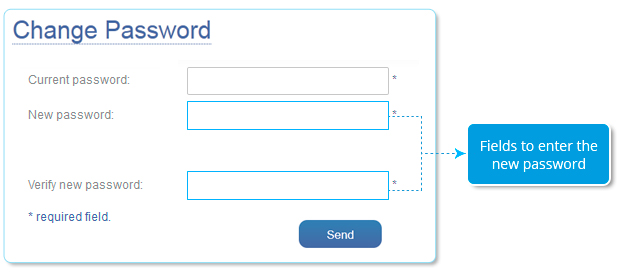 Change Password
Current password: *
New password: *
Fields to enter the
new password
Verify new password: *
* required field.
Send